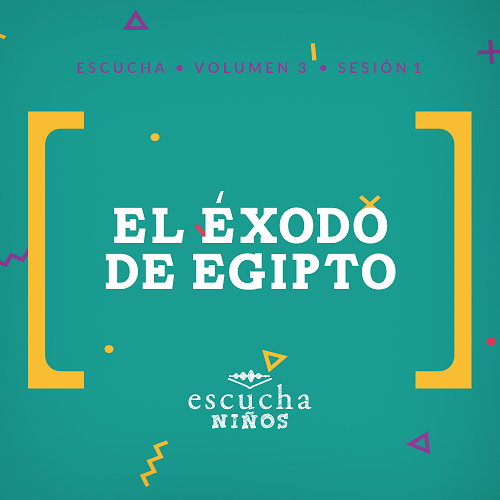 ESCUCHA • VOLUMEN 3 • SESIÓN 1
EL ÉXODO
DE EGIPTO
escucha
NIÑOS